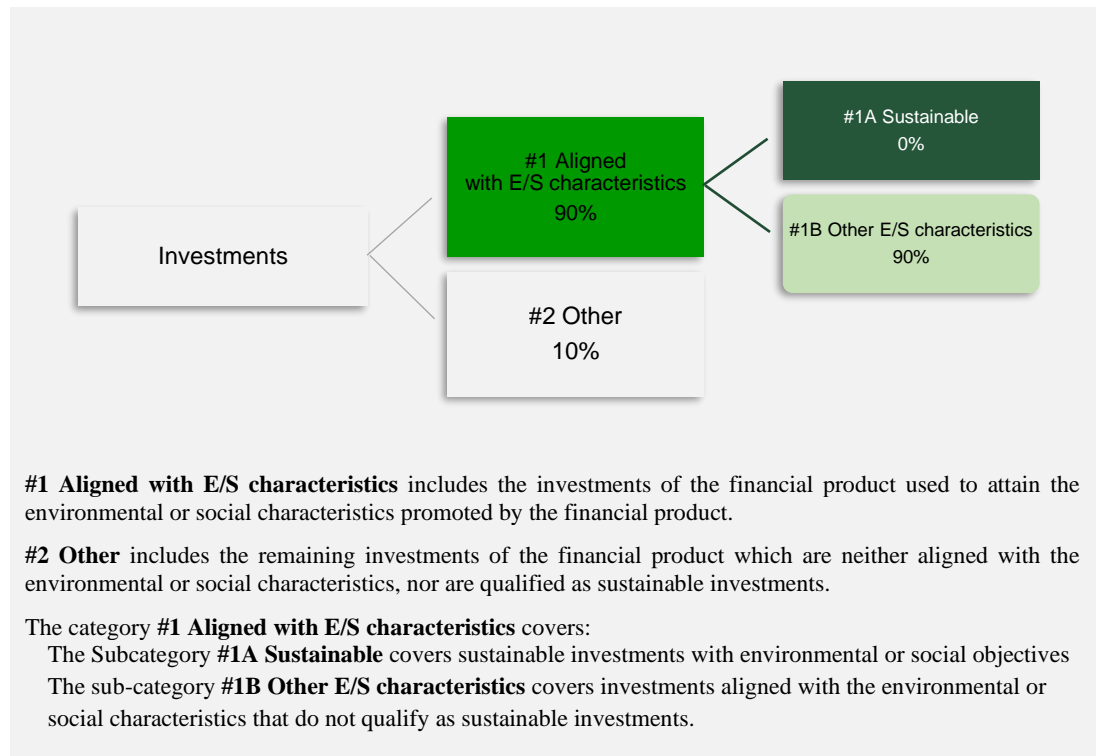 #1A Sustainable
0%
#1 Aligned
with E/S characteristics
90%
#1B Other E/S characteristics
90%
Investments
#2 Other
10%
#1 Aligned with E/S characteristics includes the investments of the financial product used to attain the
environmental or social characteristics promoted by the financial product.
#2 Other includes the remaining investments of the financial product which are neither aligned with the
environmental or social characteristics, nor are qualified as sustainable investments.
The category #1 Aligned with E/S characteristics covers:
The Subcategory #1A Sustainable covers sustainable investments with environmental or social objectives
The sub-category #1B Other E/S characteristics covers investments aligned with the environmental or
social characteristics that do not qualify as sustainable investments.